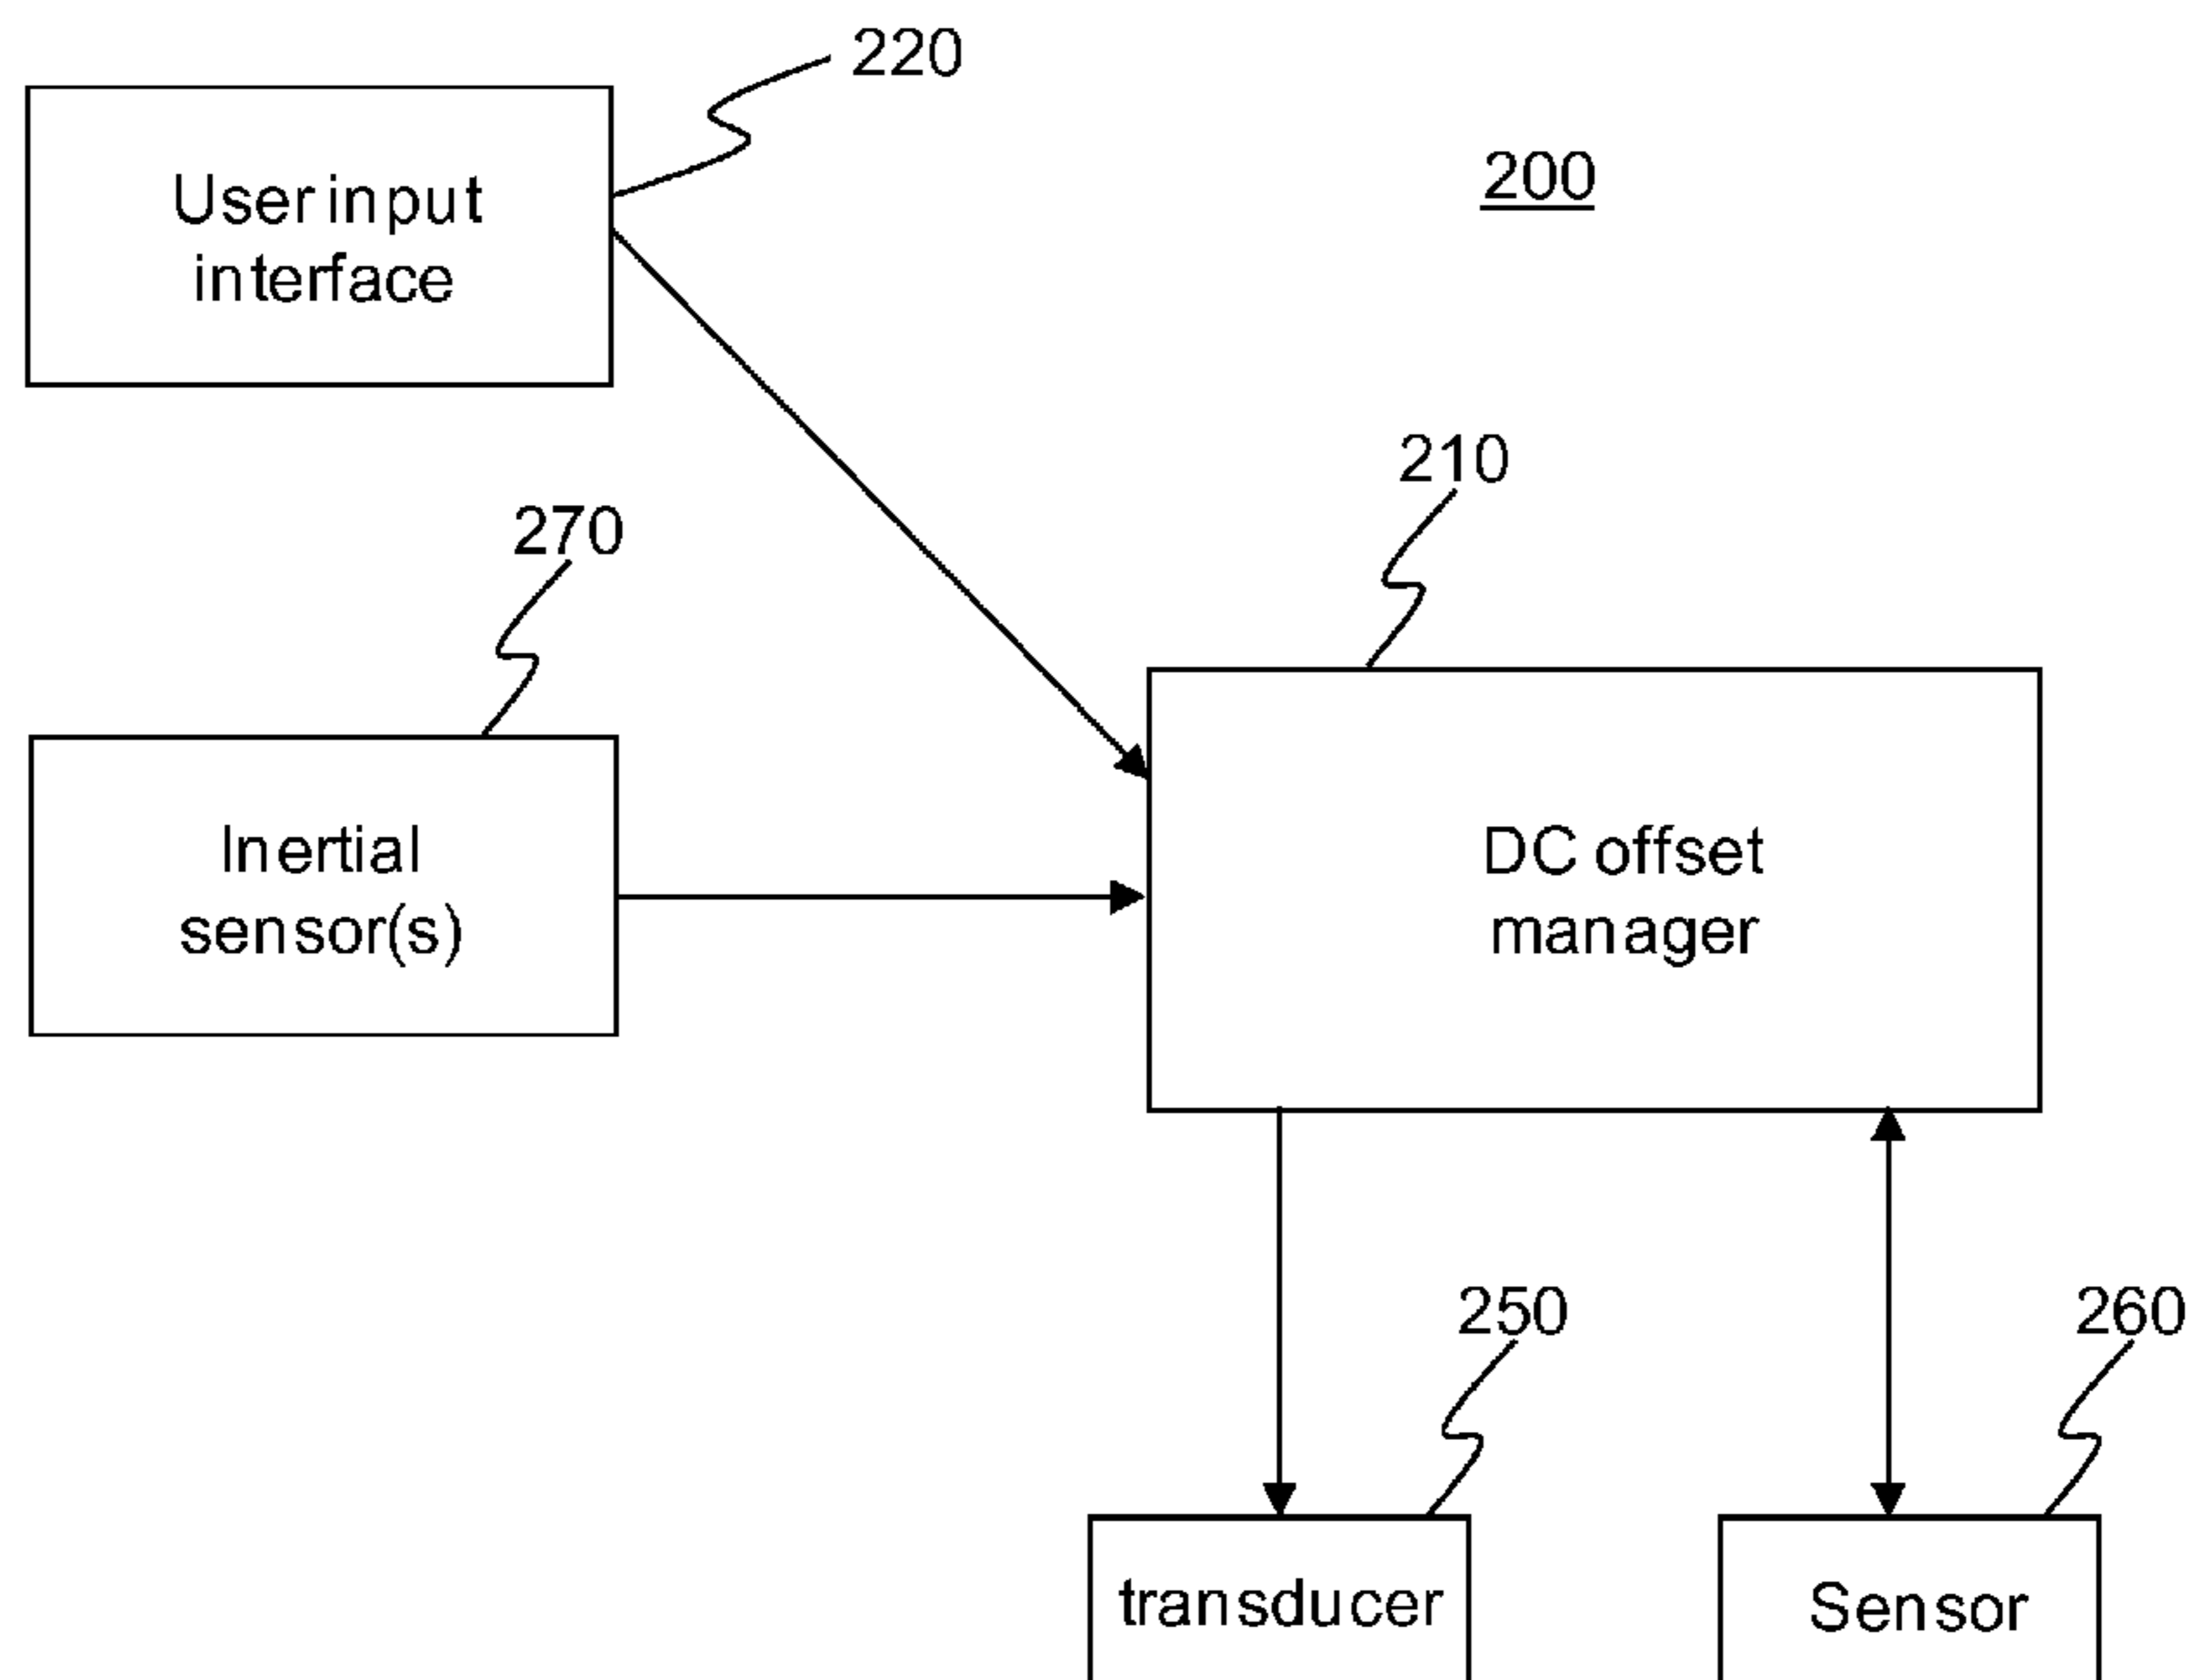 220
User input
interface
200
210
270
Inertial
sensor(s)
DC offset
manager
250
260
transducer
Sensor